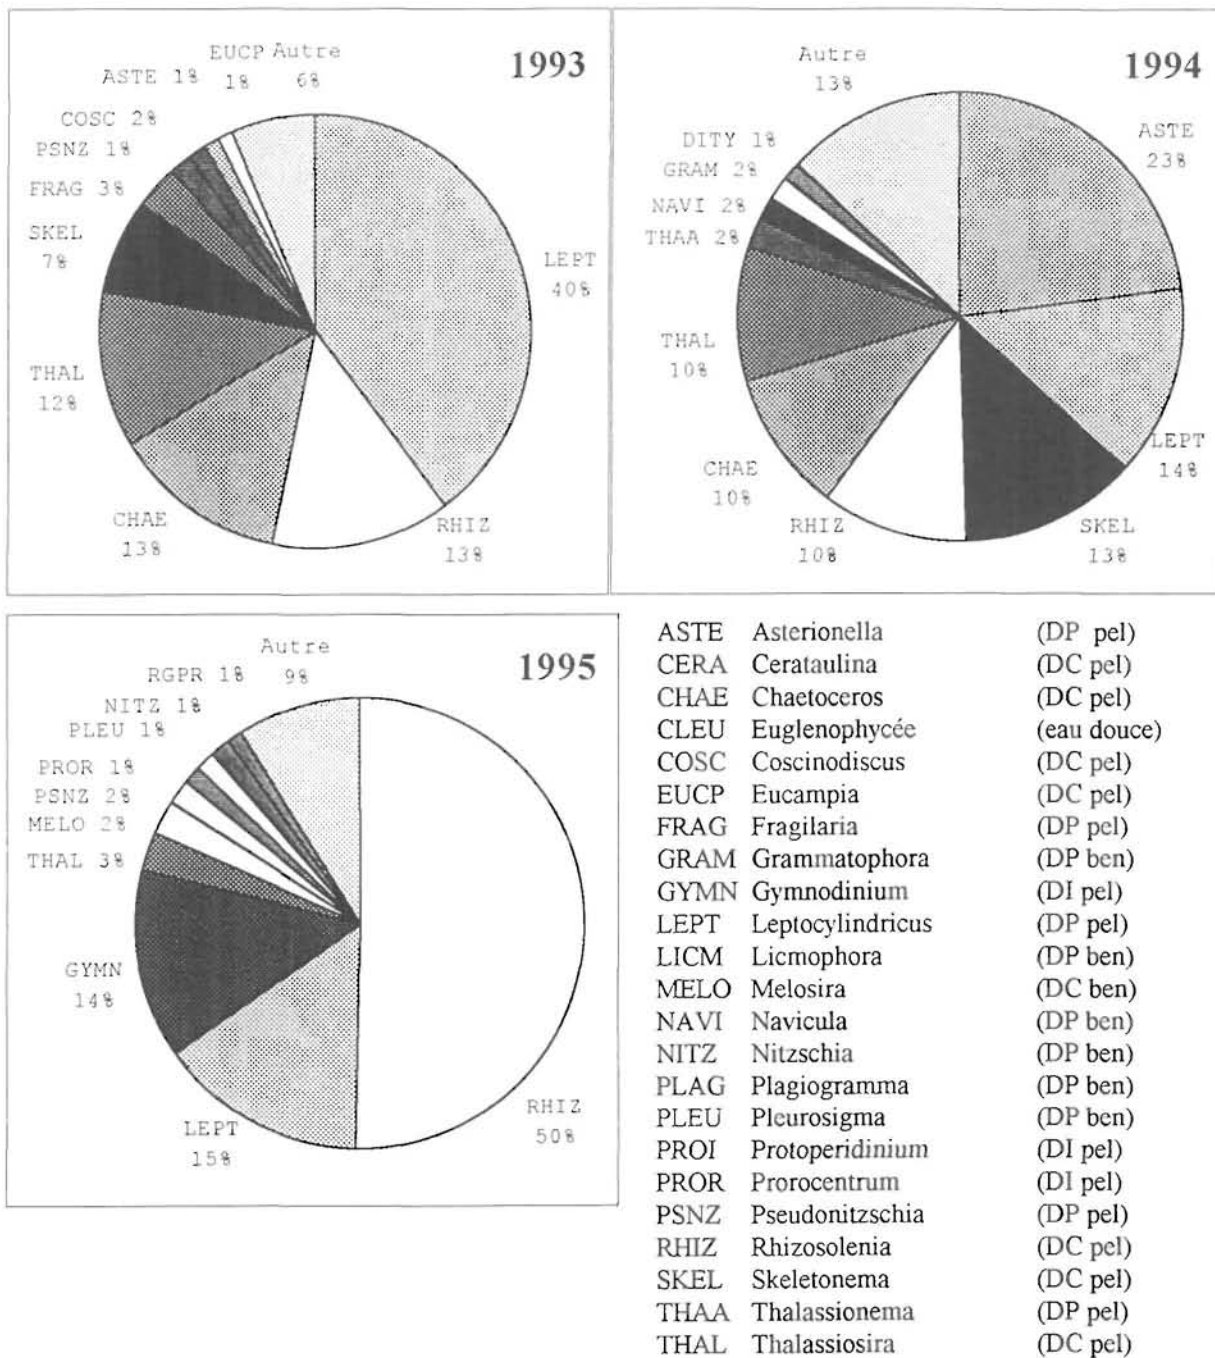 1993
EUCP Autre
1% 6%
ASTE 1%
COSC 2%
PSNZ 1%
FRAG 3%
SKEL
7%
THAL
12%
CHAE
13%
RHIZ
13%
LEPT
40%
1994
Autre
13%
DITY 1%
GRAM 2%
NAVI 2%
THAA 2%
THAL
10%
CHAE
10%
RHIZ
10%
SKEL
13%
LEPT
14%
ASTE
23%
1995
Autre
9%
RGPR 1%
NITZ 1%
PLEU 1%
PROR 1%
PSNZ 2%
MELO 2%
THAL 3%
GYMN
14%
LEPT
15%
RHIZ
50%
ASTE Asterionella (DP pel)
CERA Cerataulina (DC pel)
CHAE Chaetoceros (DC pel)
CLEU Euglenophycée (eau douce)
COSC Coscinodiscus (DC pel)
EUCP Eucampia (DC pel)
FRAG Fragilaria (DP pel)
GRAM Grammatophora (DP ben)
GYMN Gymnodinium (DI pel)
LEPT Leptocylindricus (DP pel)
LICM Licmophora (DP ben)
MELO Melosira (DC ben)
NAVI Navicula (DP ben)
NITZ Nitzschia (DP ben)
PLAG Plagiogramma (DP ben)
PLEU Pleurosigma (DP ben)
PROI Protoperidinium (DI pel)
PROR Prorocentrum (DI pel)
PSNZ Pseudonitzschia (DP pel)
RHIZ Rhizosolenia (DC pel)
SKEL Skeletonema (DC pel)
THAA Thalassionema (DP pel)
THAL Thalassiosira (DC pel)